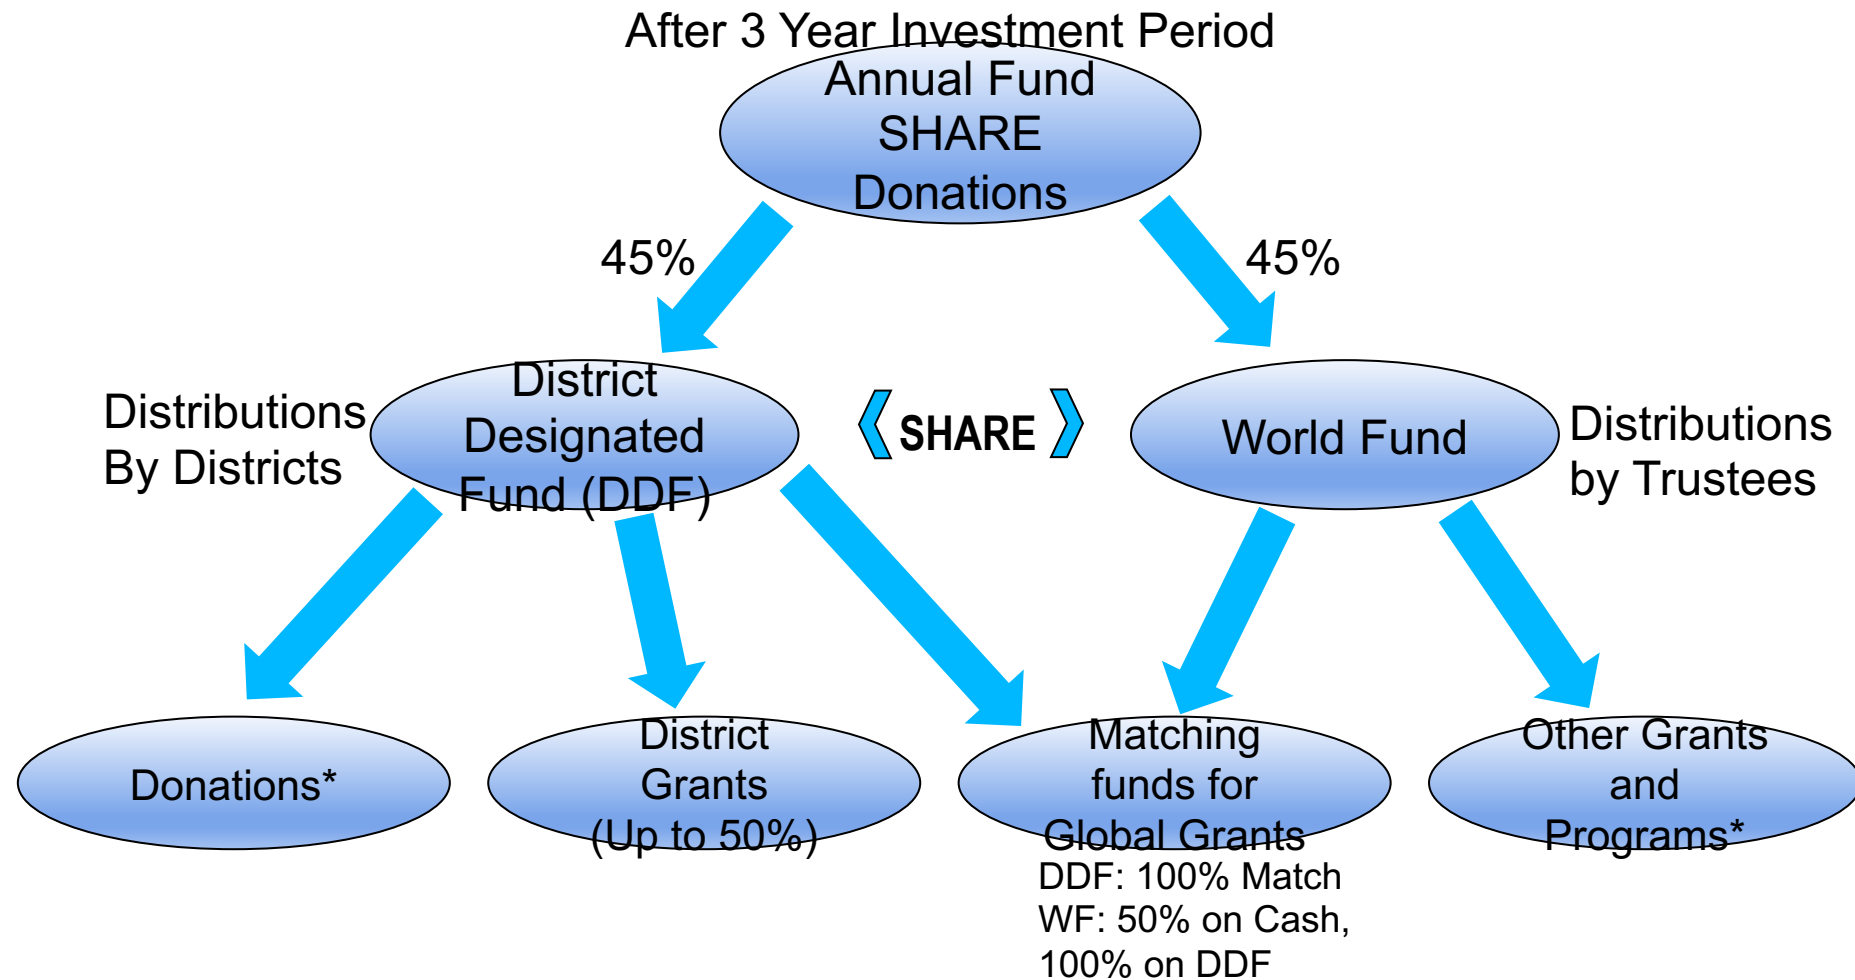 After 3 Year Investment Period
Annual Fund
SHARE
Donations
45%
45%
Distributions
By Districts
District
Designated
Fund (DDF)
SHARE
World Fund
Distributions
by Trustees
Donations*
District
Grants
(Up to 50%)
Matching
funds for
Global Grants
DDF: 100% Match
WF: 50% on Cash,
100% on DDF
Other Grants
and
Programs*